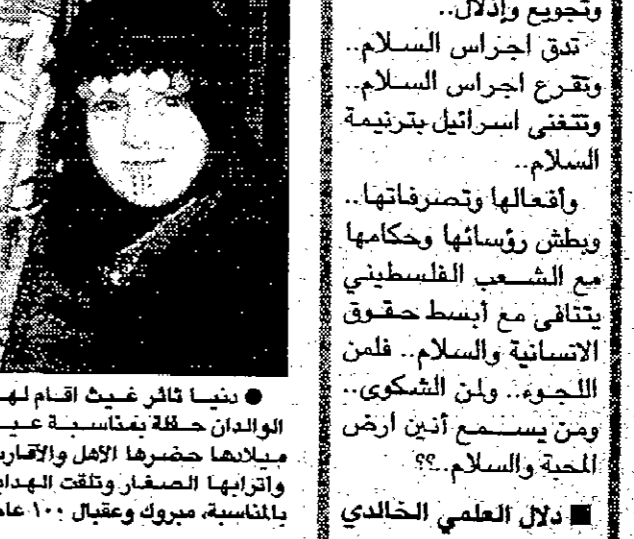 وتجويع وإذلال..
تدق اجراس السلام..
وتقرع اجراس السلام..
وتتغنى اسرائيل بترنيمة
السلام..
وأفعالها وتصرفاتها..
وبطش رؤسائها وحكامها
مع الشعب الفلسطيني
يتنافى مع أبسط حقوق
الانسانية والسلام.. فلمن
اللجوء.. ولمن الشكوى..
ومن يسمع أنين ارض
المحبة والسلام..؟؟
■ دلال العلمي الخالدي
● دنيا ثائر غيث اقام لها
الوالدان حفلة بمناسبة عيد
ميلادها حضرها الأهل والأقارب
واترابها الصغار وتلقت الهدايا
بالمناسبة، مبروك وعقبال ١٠٠ عام